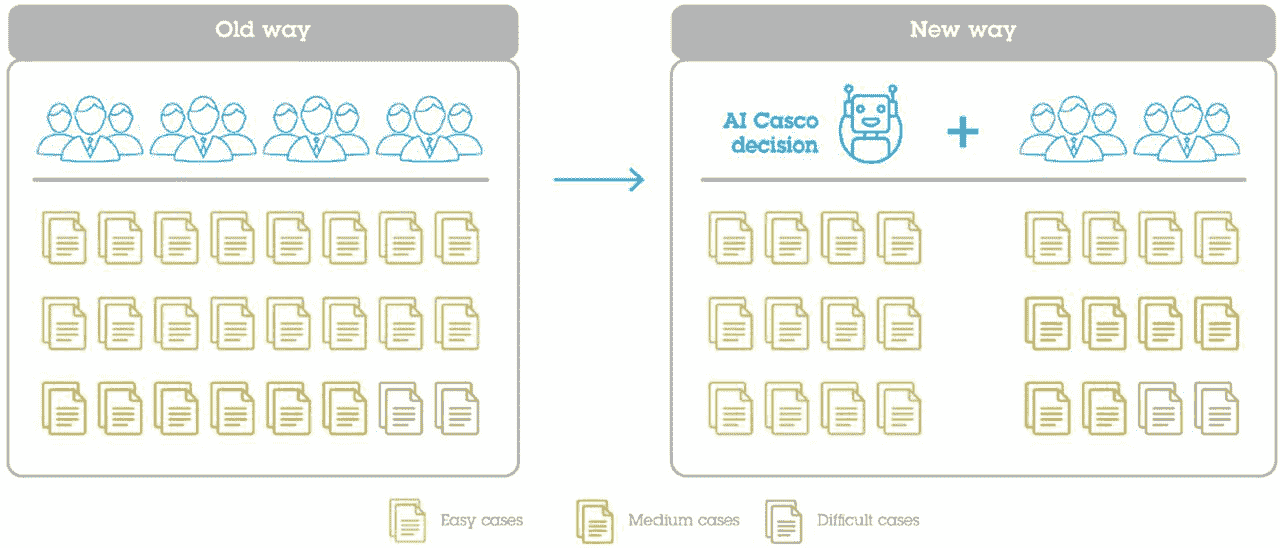 Old way
New way
AI Casco
decision
Easy cases
Medium cases
Difficult cases